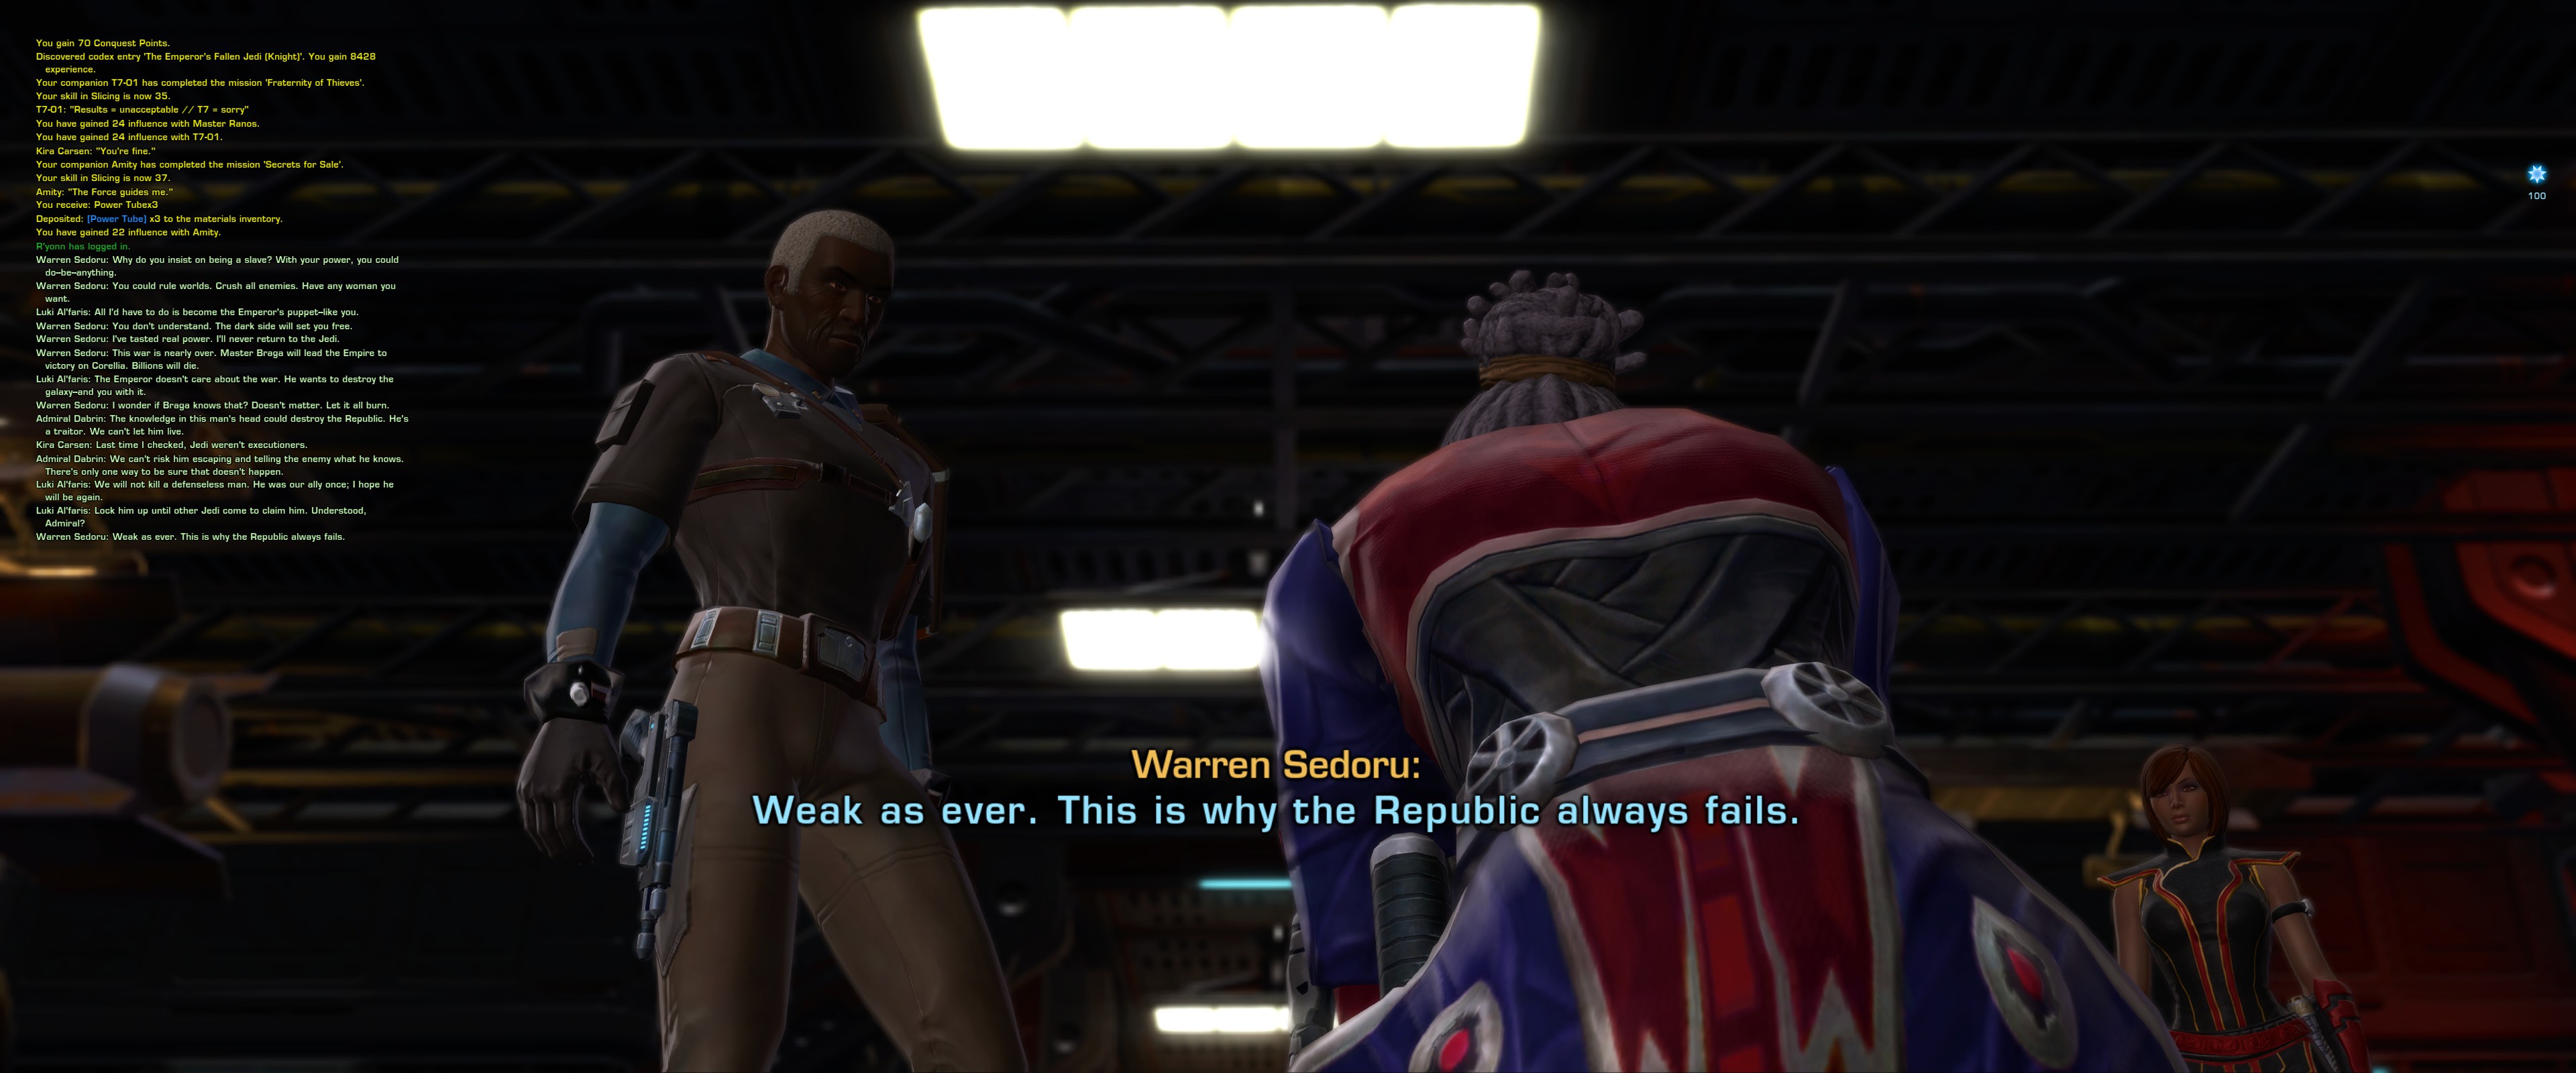 You gain 70 Conquest Points.
Discovered codex entry 'The Emperor's Fallen Jedi (Knight)'. You gain 8428
experience.
Your companion T7-01 has completed the mission 'Fraternity of Thieves'.
Your skill in Slicing is now 35.
T7-01: "Results = unacceptable // T7 = sorry"
You have gained 24 influence with Master Ranos.
You have gained 24 influence with T7-01.
Kira Carsen: "You're fine."
Your companion Amity has completed the mission 'Secrets for Sale'.
Your skill in Slicing is now 37.
Amity: "The Force guides me."
You receive: Power Tubex3
Deposited: [Power Tube] x3 to the materials inventory.
You have gained 22 influence with Amity.
R'yonn has logged in.
Warren Sedoru: Why do you insist on being a slave? With your power, you could
do–be–anything.
Warren Sedoru: You could rule worlds. Crush all enemies. Have any woman you
want.
Luki Al'faris: All I'd have to do is become the Emperor's puppet–like you.
Warren Sedoru: You don't understand. The dark side will set you free.
Warren Sedoru: I've tasted real power. I'll never return to the Jedi.
Warren Sedoru: This war is nearly over. Master Braga will lead the Empire to
victory on Corellia. Billions will die.
Luki Al'faris: The Emperor doesn't care about the war. He wants to destroy the
galaxy–and you with it.
Warren Sedoru: I wonder if Braga knows that? Doesn't matter. Let it all burn.
Admiral Dabrin: The knowledge in this man's head could destroy the Republic. He's
a traitor. We can't let him live.
Kira Carsen: Last time I checked, Jedi weren't executioners.
Admiral Dabrin: We can't risk him escaping and telling the enemy what he knows.
There's only one way to be sure that doesn't happen.
Luki Al'faris: We will not kill a defenseless man. He was our ally once; I hope he
will be again.
Luki Al'faris: Lock him up until other Jedi come to claim him. Understood,
Admiral?
Warren Sedoru: Weak as ever. This is why the Republic always fails.
100
Warren Sedoru:
Weak as ever. This is why the Republic always fails.